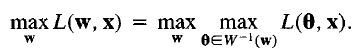 max L(w, x) = max max L(θ, x).
w w θ∈W⁻¹(w)